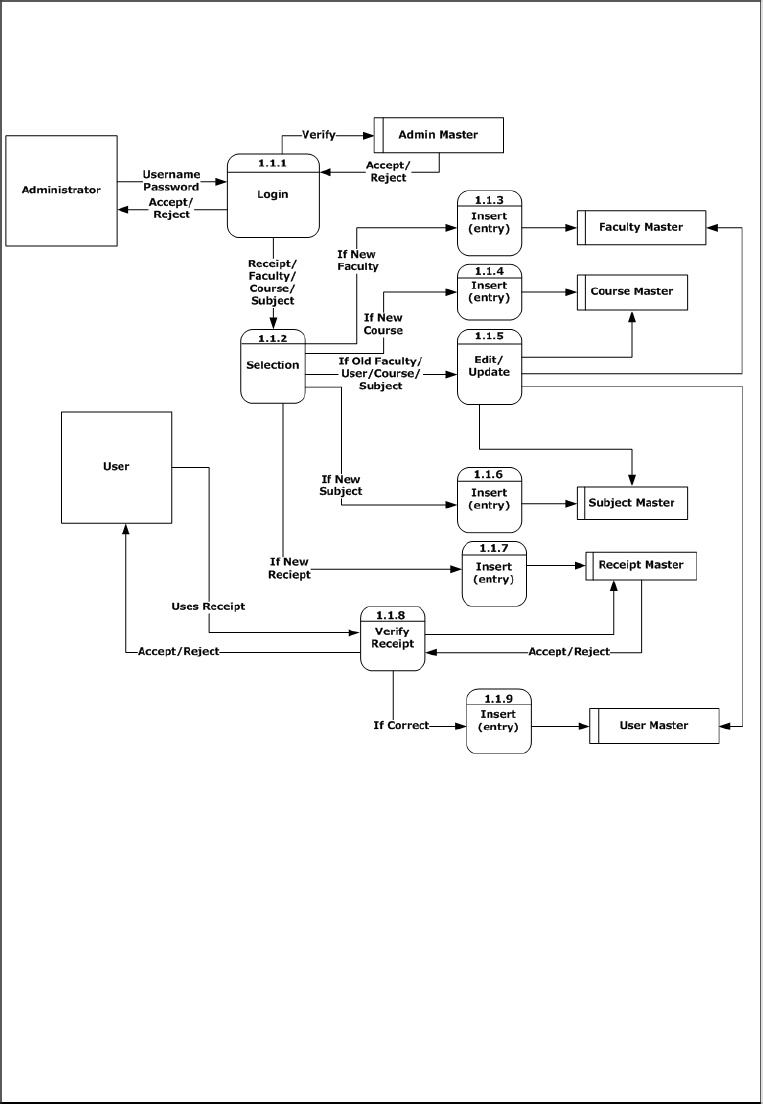 Verify
Admin Master
1.1.1
Login
Accept/
Reject
Administrator
Username
Password
Accept/
Reject
1.1.3
Insert
(entry)
Faculty Master
If New
Faculty
Receipt/
Faculty/
Course/
Subject
1.1.4
Insert
(entry)
Course Master
If New
Course
1.1.2
Selection
If Old Faculty/
User/Course/
Subject
1.1.5
Edit/
Update
User
If New
Subject
1.1.6
Insert
(entry)
Subject Master
If New
Reciept
1.1.7
Insert
(entry)
Receipt Master
Uses Receipt
1.1.8
Verify
Receipt
Accept/Reject
Accept/Reject
If Correct
1.1.9
Insert
(entry)
User Master